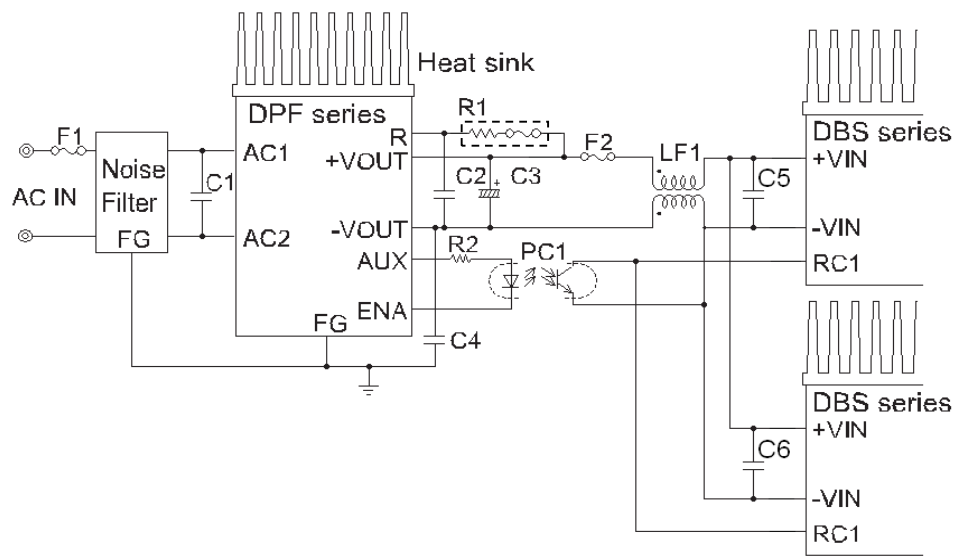 Heat sink
DPF series
R1
DBS series
F1
R
F2
LF1
AC1
+VOUT
+VIN
Noise
Filter
C1
C2
C3
C5
AC IN
FG
AC2
-VOUT
-VIN
R2
PC1
AUX
RC1
ENA
FG
C4
DBS series
+VIN
C6
-VIN
RC1